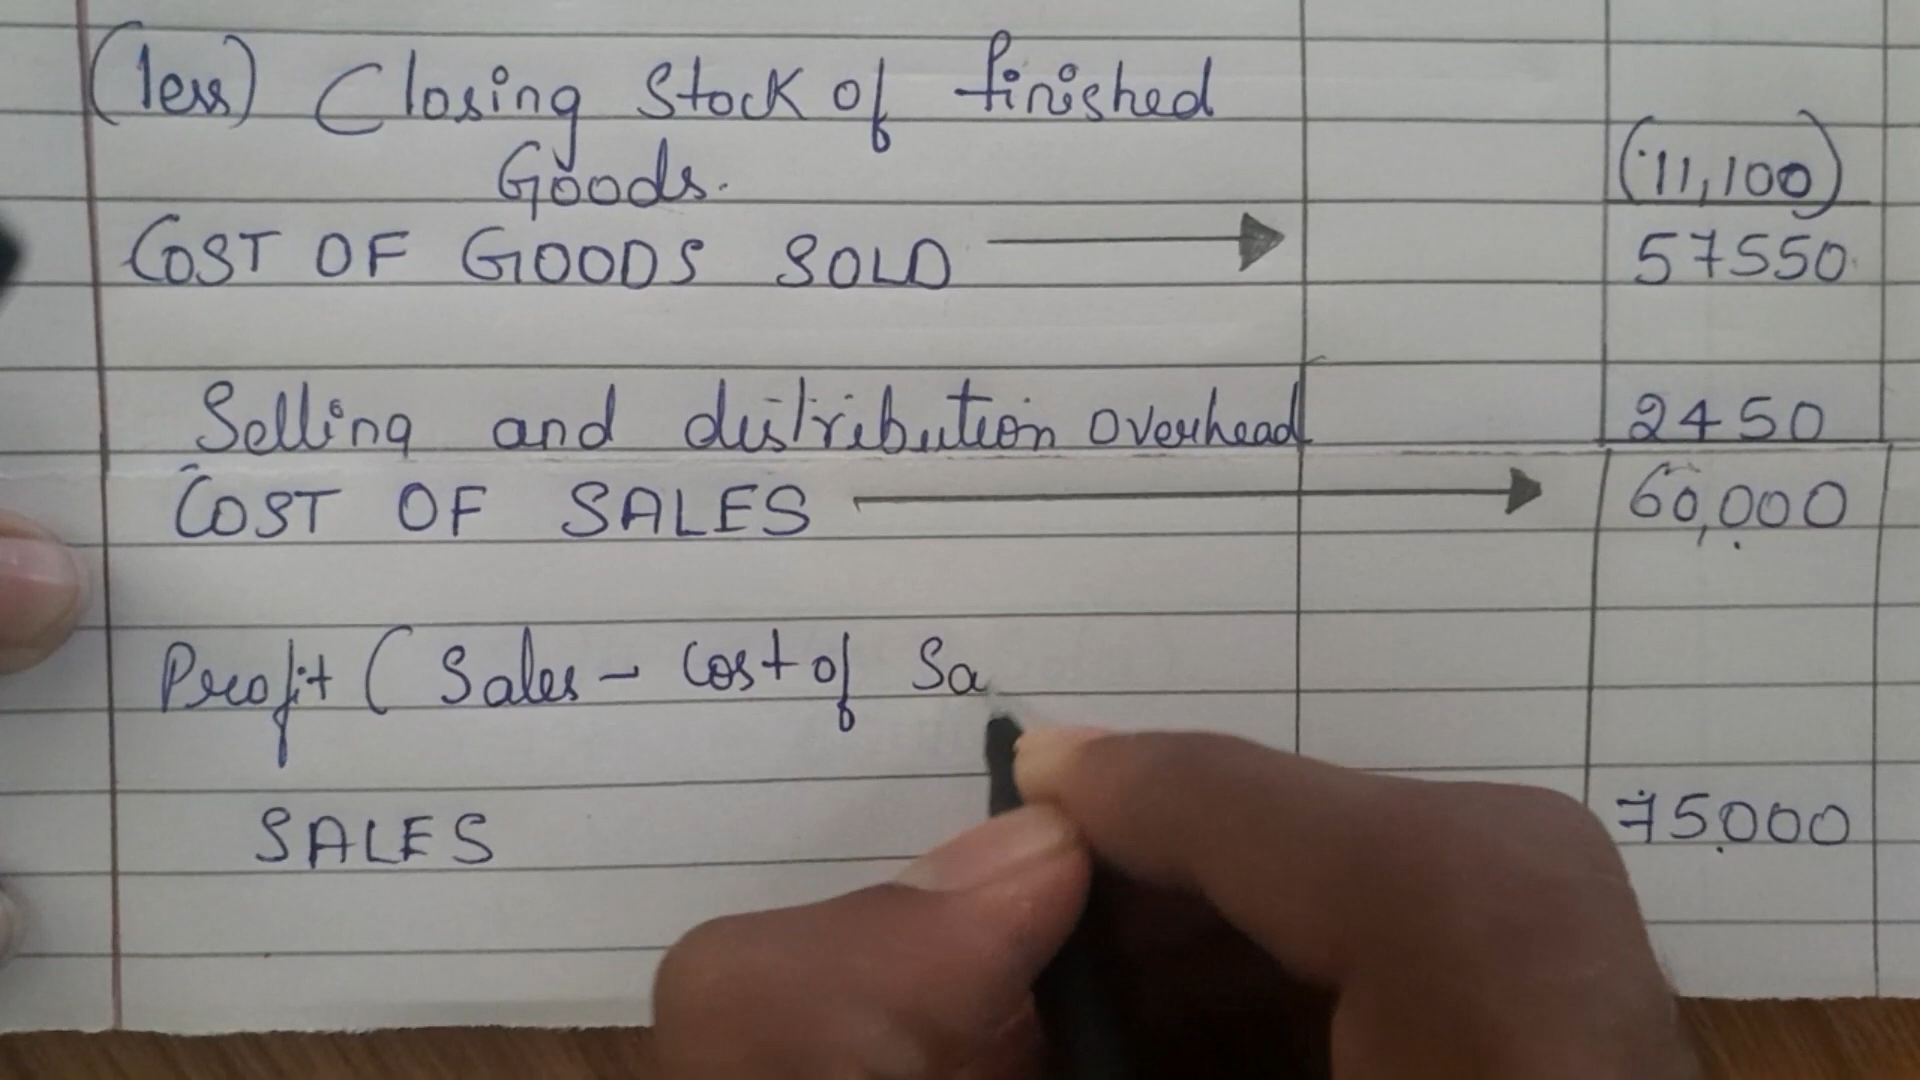 (less) Closing Stock of finished
Goods. (11,100)
COST OF GOODS SOLD 57550
Selling and distribution overhead 2450
COST OF SALES 60,000
Profit ( Sales - Cost of Sa
SALES 75000